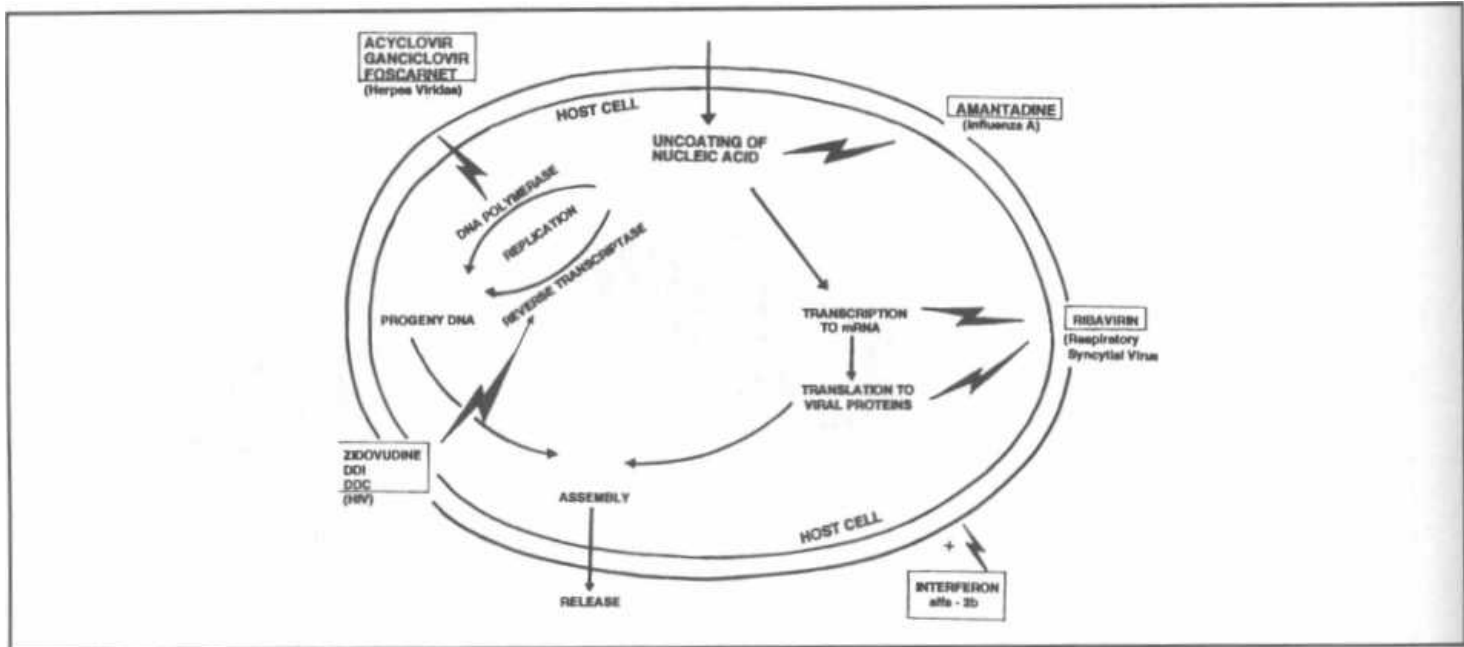 ACYCLOVIR
GANCICLOVIR
FOSCARNET
(Herpes Viridae)
HOST CELL
AMANTADINE
(Influenza A)
UNCOATING OF
NUCLEIC ACID
DNA POLYMERASE
REPLICATION
REVERSE TRANSCRIPTASE
PROGENY DNA
TRANSCRIPTION
TO mRNA
RIBAVIRIN
(Respiratory
Syncytial Virus
TRANSLATION TO
VIRAL PROTEINS
ZIDOVUDINE
DDI
DDC
(HIV)
ASSEMBLY
HOST CELL
+
INTERFERON
RELEASE